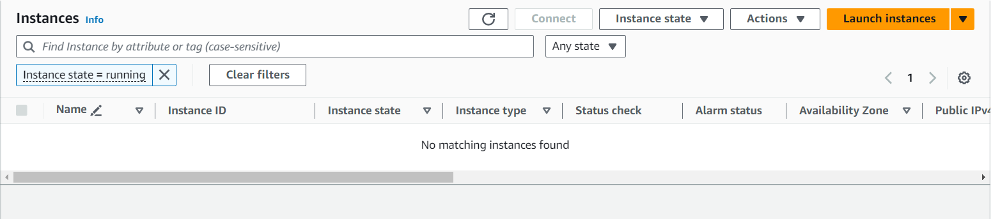 Instances Info
Connect Instance state Actions Launch instances
Find Instance by attribute or tag (case-sensitive) Any state
Instance state = running Clear filters
1
Name Instance ID Instance state Instance type Status check Alarm status Availability Zone Public IPv4
No matching instances found